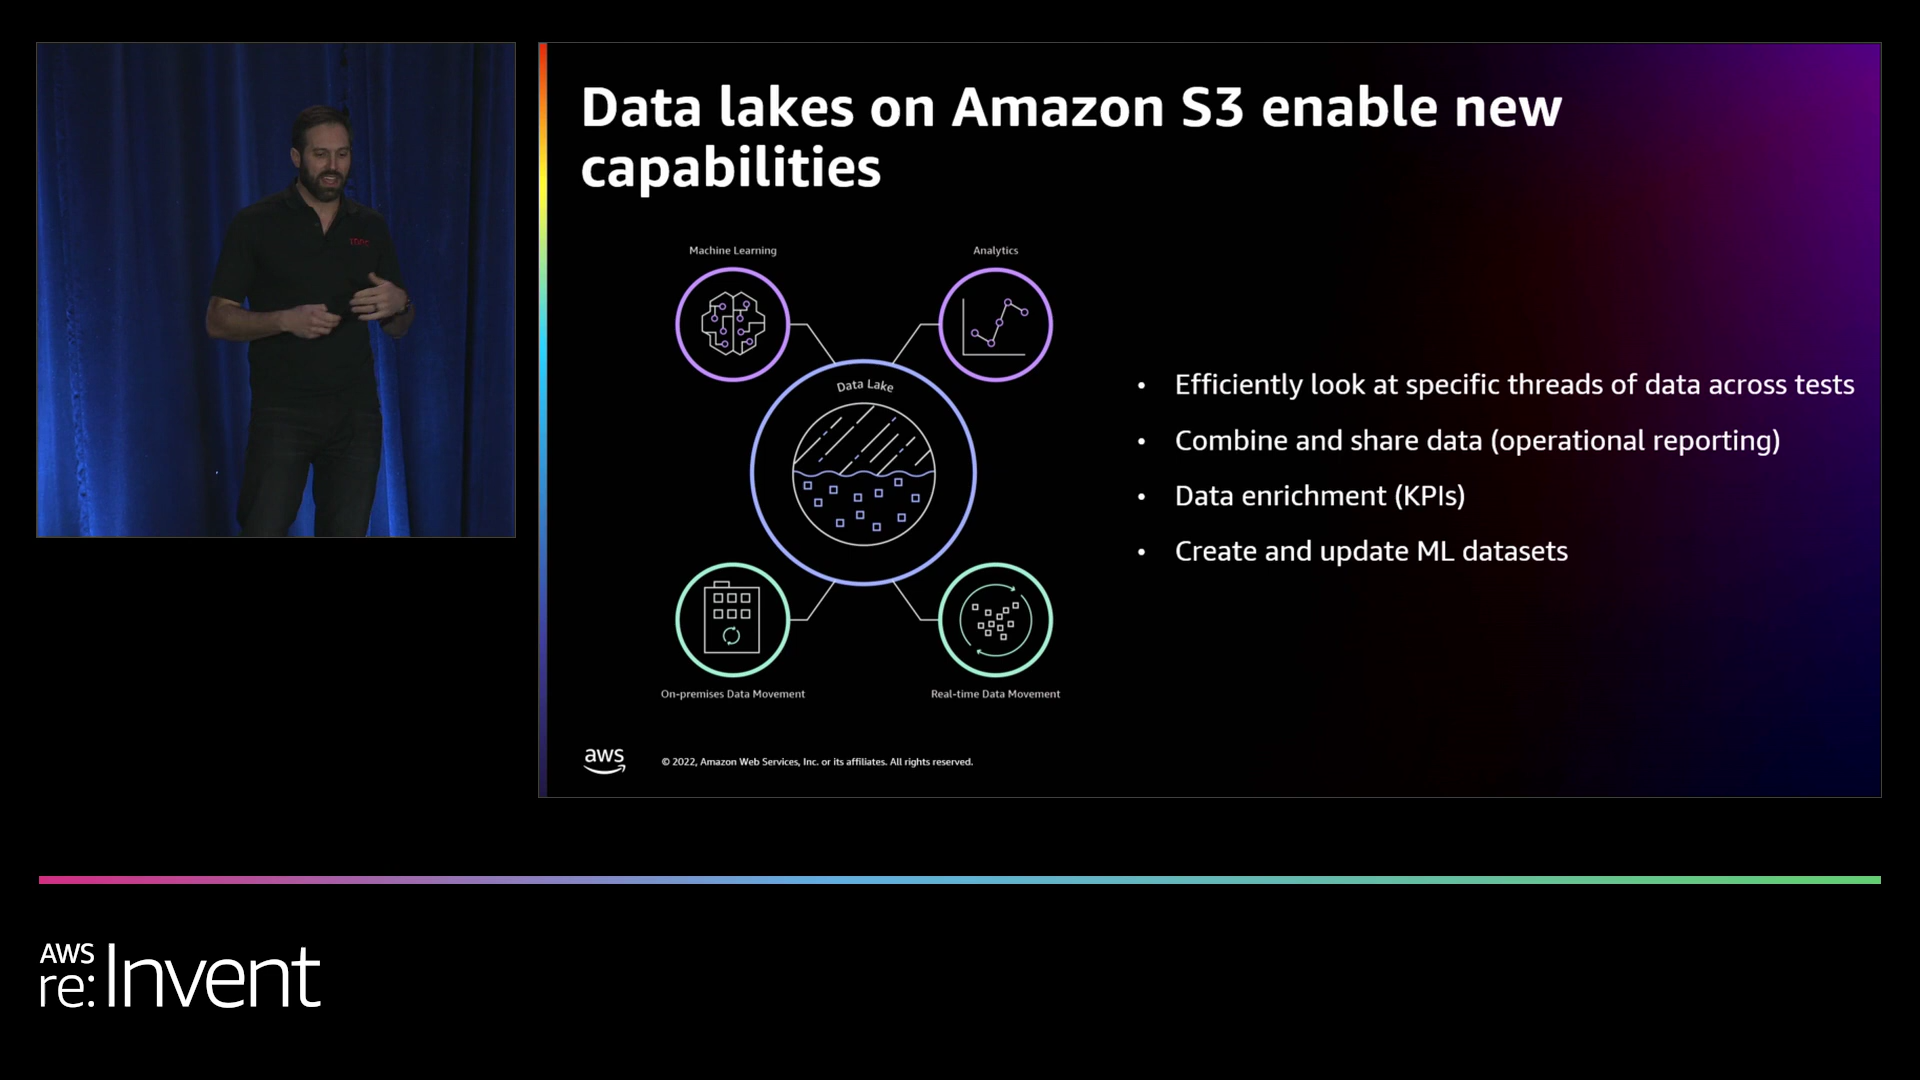 Data lakes on Amazon S3 enable new
capabilities
Machine Learning
Analytics
Data Lake
On-premises Data Movement
Real-time Data Movement
• Efficiently look at specific threads of data across tests
• Combine and share data (operational reporting)
• Data enrichment (KPIs)
• Create and update ML datasets
aws
© 2022, Amazon Web Services, Inc. or its affiliates. All rights reserved.
AWS
re:Invent